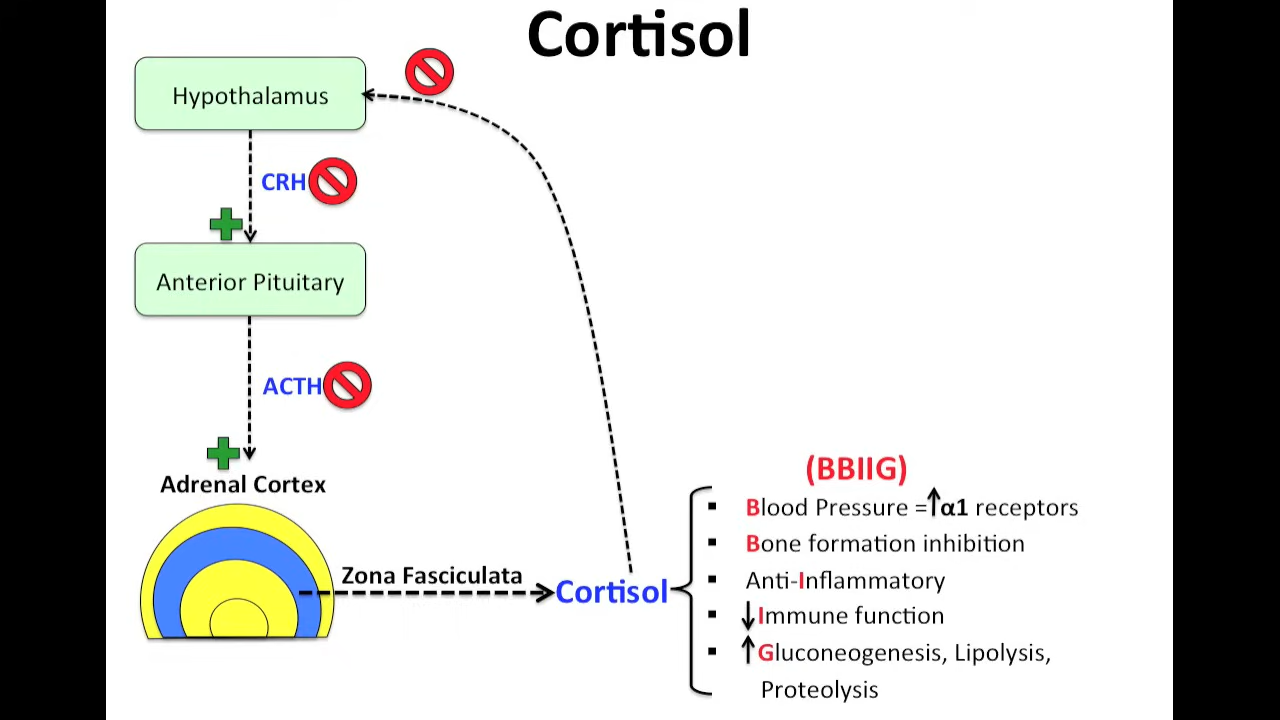 Cortisol
Hypothalamus
CRH
Anterior Pituitary
ACTH
Adrenal Cortex
Zona Fasciculata
Cortisol
(BBIIG)
▪ Blood Pressure =↑α1 receptors
▪ Bone formation inhibition
▪ Anti-Inflammatory
▪ ↓Immune function
▪ ↑Gluconeogenesis, Lipolysis,
Proteolysis